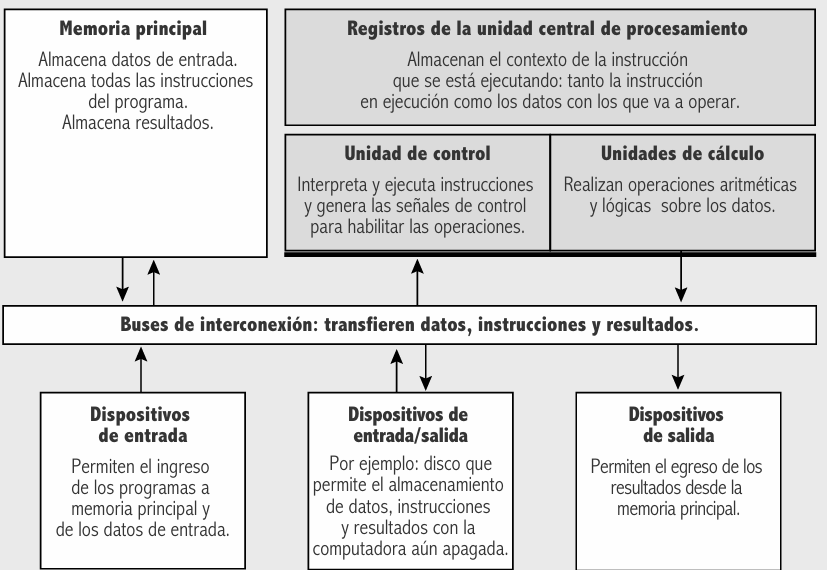 Memoria principal
Almacena datos de entrada.
Almacena todas las instrucciones
del programa.
Almacena resultados.
Registros de la unidad central de procesamiento
Almacenan el contexto de la instrucción
que se está ejecutando: tanto la instrucción
en ejecución como los datos con los que va a operar.
Unidad de control
Interpreta y ejecuta instrucciones
y genera las señales de control
para habilitar las operaciones.
Unidades de cálculo
Realizan operaciones aritméticas
y lógicas sobre los datos.
Buses de interconexión: transfieren datos, instrucciones y resultados.
Dispositivos
de entrada
Permiten el ingreso
de los programas a
memoria principal y
de los datos de entrada.
Dispositivos de
entrada/salida
Por ejemplo: disco que
permite el almacenamiento
de datos, instrucciones
y resultados con la
computadora aún apagada.
Dispositivos
de salida
Permiten el egreso de los
resultados desde la
memoria principal.